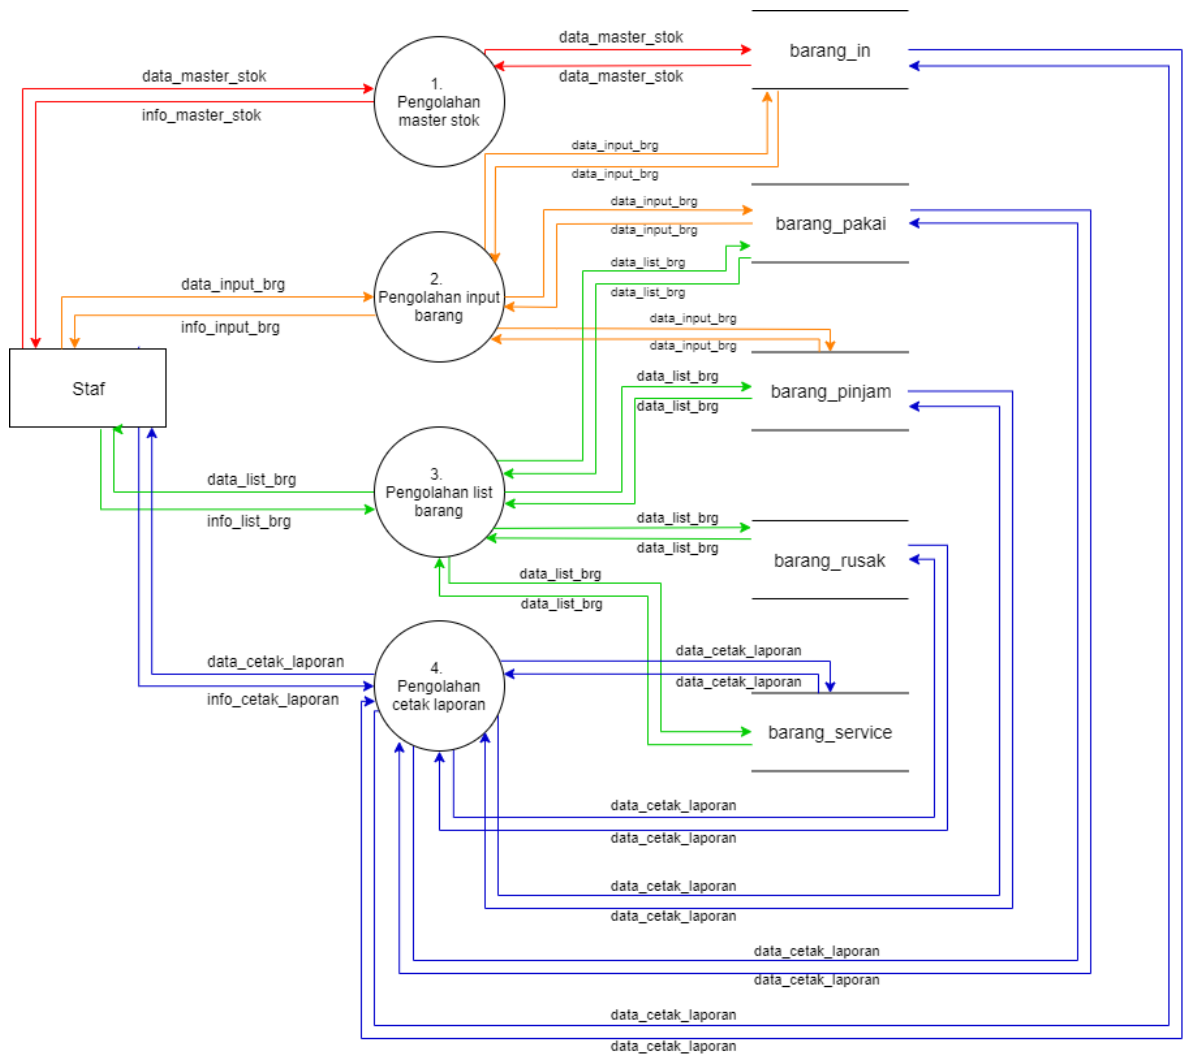 data_master_stok
barang_in
data_master_stok
data_master_stok
info_master_stok
1.
Pengolahan
master stok
data_input_brg
data_input_brg
data_input_brg
barang_pakai
data_input_brg
data_list_brg
data_list_brg
2.
Pengolahan input
barang
data_input_brg
info_input_brg
data_input_brg
data_input_brg
Staf
data_list_brg
barang_pinjam
data_list_brg
3.
Pengolahan list
barang
data_list_brg
info_list_brg
data_list_brg
data_list_brg
barang_rusak
data_list_brg
data_list_brg
4.
Pengolahan
cetak laporan
data_cetak_laporan
info_cetak_laporan
data_cetak_laporan
data_cetak_laporan
barang_service
data_cetak_laporan
data_cetak_laporan
data_cetak_laporan
data_cetak_laporan
data_cetak_laporan
data_cetak_laporan
data_cetak_laporan
data_cetak_laporan